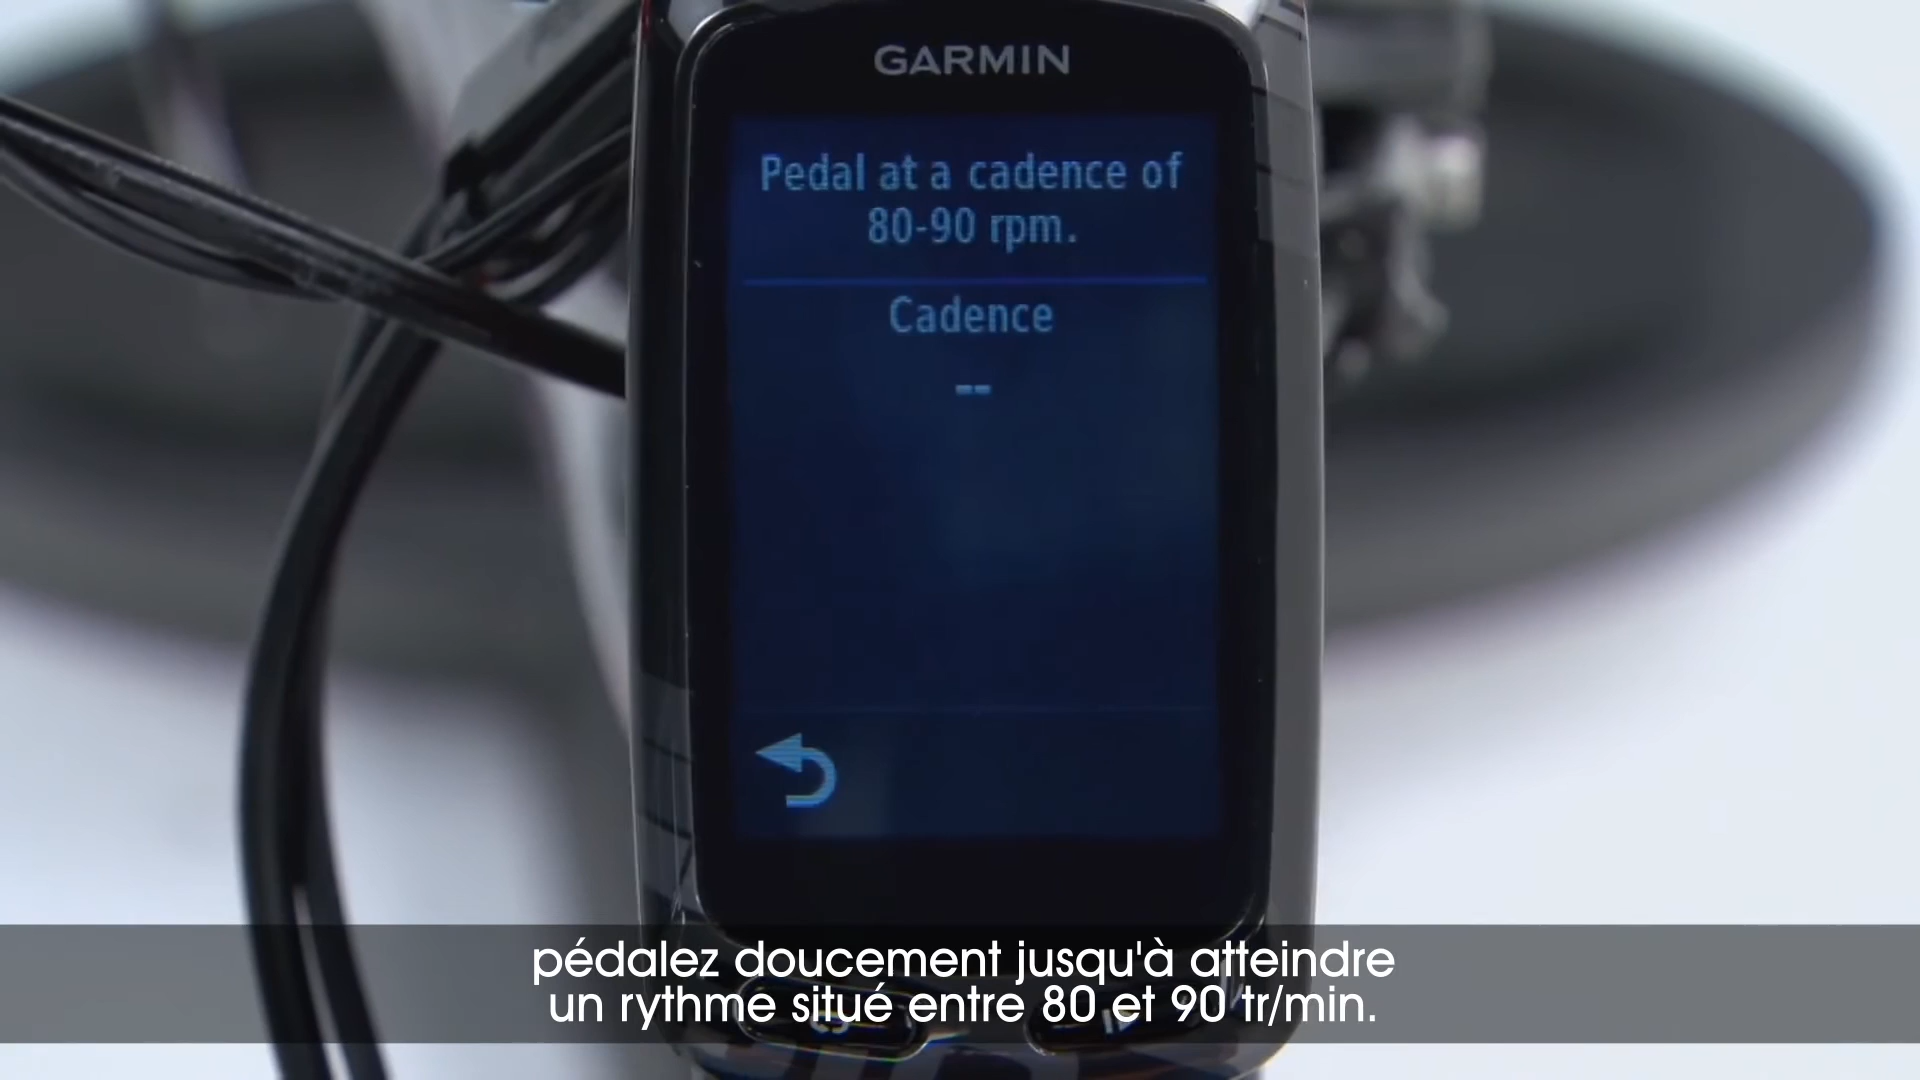 GARMIN
Pedal at a cadence of
80-90 rpm.
Cadence
--
pédalez doucement jusqu'à atteindre
un rythme situé entre 80 et 90 tr/min.